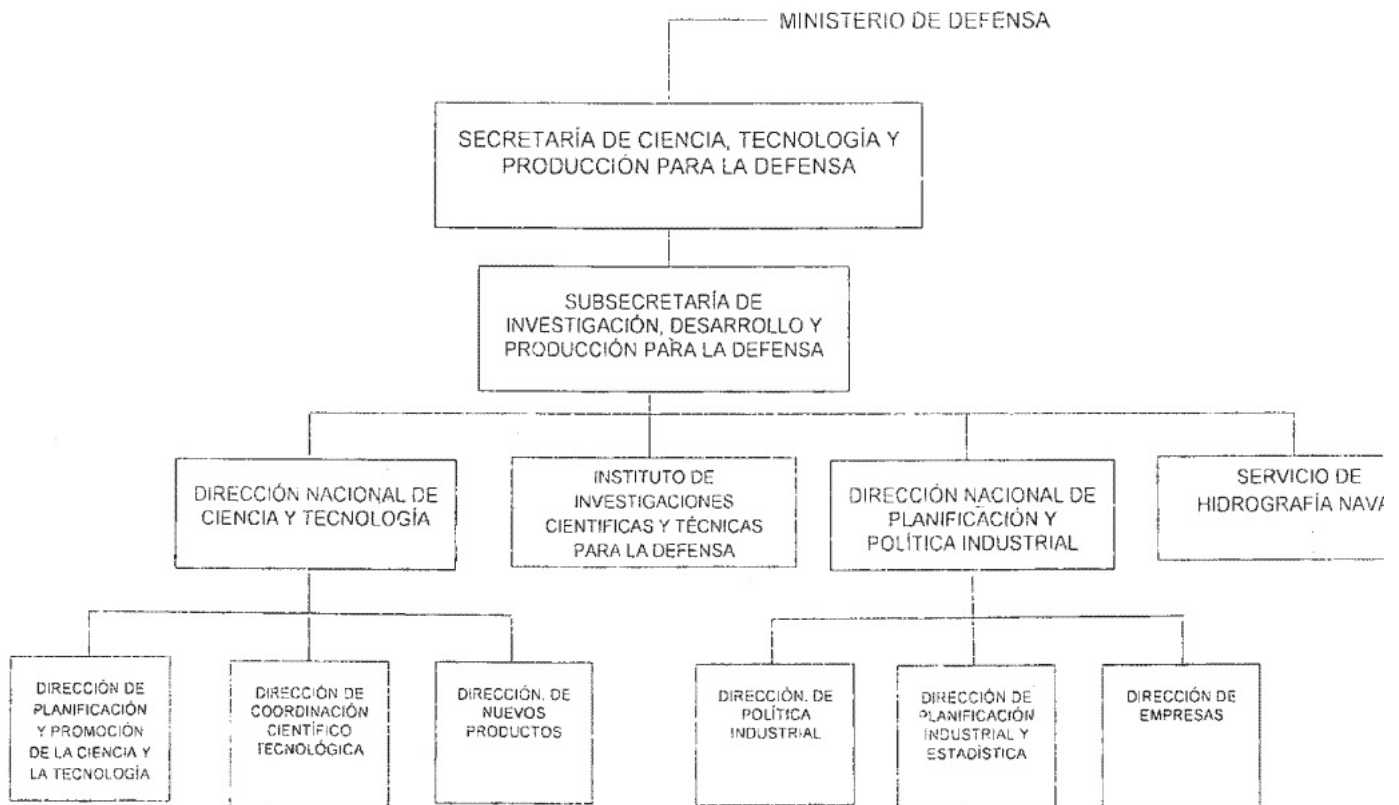 MINISTERIO DE DEFENSA
SECRETARÍA DE CIENCIA, TECNOLOGÍA Y
PRODUCCIÓN PARA LA DEFENSA
SUBSECRETARÍA DE
INVESTIGACIÓN, DESARROLLO Y
PRODUCCIÓN PARA LA DEFENSA
DIRECCIÓN NACIONAL DE
CIENCIA Y TECNOLOGÍA
INSTITUTO DE
INVESTIGACIONES
CIENTIFICAS Y TÉCNICAS
PARA LA DEFENSA
DIRECCIÓN NACIONAL DE
PLANIFICACIÓN Y
POLÍTICA INDUSTRIAL
SERVICIO DE
HIDROGRAFÍA NAVA
DIRECCIÓN DE
PLANIFICACIÓN
Y PROMOCIÓN
DE LA CIENCIA Y
LA TECNOLOGÍA
DIRECCIÓN DE
COORDINACIÓN
CIENTÍFICO
TECNOLÓGICA
DIRECCIÓN. DE
NUEVOS
PRODUCTOS
DIRECCIÓN. DE
POLÍTICA
INDUSTRIAL
DIRECCIÓN DE
PLANIFICACIÓN
INDUSTRIAL Y
ESTADÍSTICA
DIRECCIÓN DE
EMPRESAS